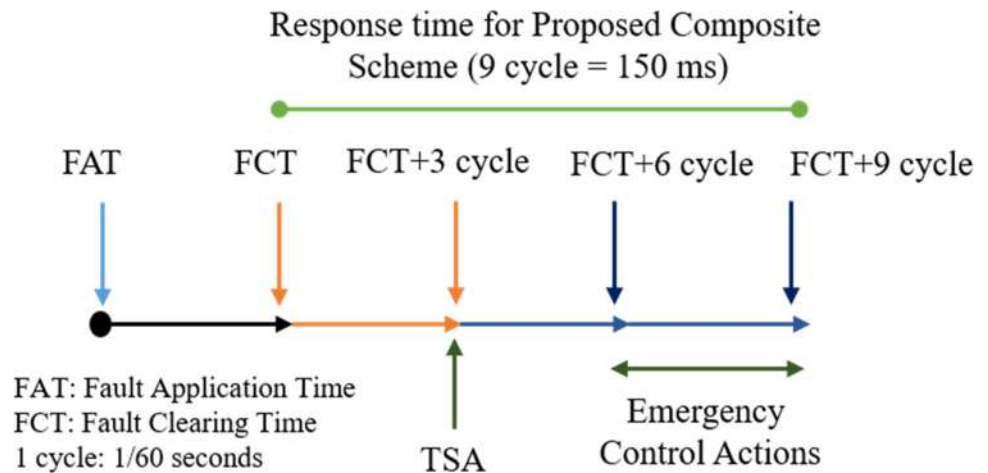 Response time for Proposed Composite
Scheme (9 cycle = 150 ms)
FAT
FCT
FCT+3 cycle
FCT+6 cycle
FCT+9 cycle
FAT: Fault Application Time
FCT: Fault Clearing Time
1 cycle: 1/60 seconds
TSA
Emergency
Control Actions